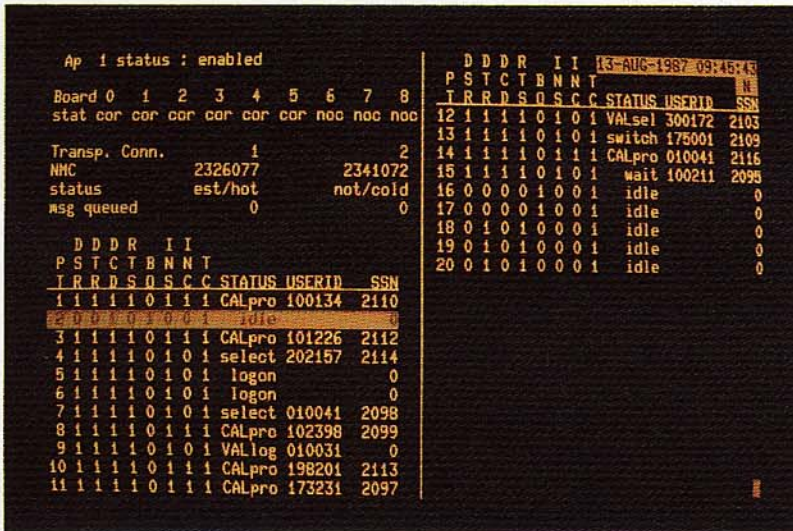 Ap 1 status : enabled
Board 0 1 2 3 4 5 6 7 8
stat cor cor cor cor cor cor noc noc noc
Transp. Conn. 1 2
NMC 2326077 2341072
status est/hot not/cold
msg queued 0 0
D D D R I I
P S T C T B N N T
T R R D S O S C C STATUS USERID SSN
1 1 1 1 1 0 1 1 1 CALpro 100134 2110
2 0 0 1 0 1 0 0 1 idle 0
3 1 1 1 1 0 1 1 1 CALpro 101226 2112
4 1 1 1 1 0 1 0 1 select 202157 2114
5 1 1 1 1 0 1 0 1 logon 0
6 1 1 1 1 0 1 0 1 logon 0
7 1 1 1 1 0 1 0 1 select 010041 2098
8 1 1 1 1 0 1 1 1 CALpro 102398 2099
9 1 1 1 1 0 1 0 1 VALlog 010031 0
10 1 1 1 1 0 1 1 1 CALpro 198201 2113
11 1 1 1 1 0 1 1 1 CALpro 173231 2097
D D D R I I 13-AUG-1987 09:45:43
P S T C T B N N T N
T R R D S O S C C STATUS USERID SSN
12 1 1 1 1 0 1 0 1 VALsel 300172 2103
13 1 1 1 1 0 1 1 1 switch 175001 2109
14 1 1 1 1 0 1 1 1 CALpro 010041 2116
15 1 1 1 1 0 1 0 1 wait 100211 2095
16 0 0 0 0 1 0 0 1 idle 0
17 0 0 0 0 1 0 0 1 idle 0
18 0 1 0 1 0 0 0 1 idle 0
19 0 1 0 1 0 0 0 1 idle 0
20 0 1 0 1 0 0 0 1 idle 0